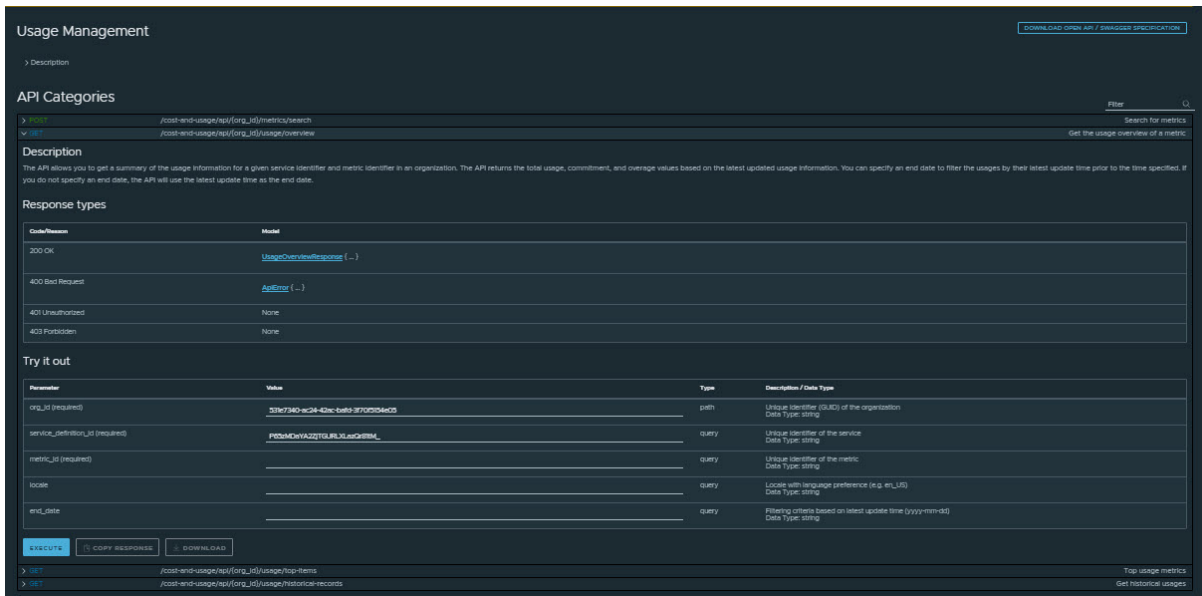 Usage Management
DOWNLOAD OPEN API / SWAGGER SPECIFICATION
> Description
API Categories
Filter
> POST /cost-and-usage/api/{org_id}/metrics/search Search for metrics
GET /cost-and-usage/api/{org_id}/usage/overview Get the usage overview of a metric
Description
The API allows you to get a summary of the usage information for a given service identifier and metric identifier in an organization. The API returns the total usage, commitment, and overage values based on the latest updated usage information. You can specify an end date to filter the usages by their latest update time prior to the time specified. If
you do not specify an end date, the API will use the latest update time as the end date.
Response types
Code/Reason Model
200 OK UsageOverviewResponse { ... }
400 Bad Request ApiError { ... }
401 Unauthorized None
403 Forbidden None
Try it out
Parameter Value Type Description / Data Type
org_id (required) path Unique identifier (GUID) of the organization
Data Type: string
service_definition_id (required) query Unique identifier of the service
Data Type: string
metric_id (required) query Unique identifier of the metric
Data Type: string
locale query Locale with language preference (e.g. en_US)
Data Type: string
end_date query Filtering criteria based on latest update time (yyyy-mm-dd)
Data Type: string
EXECUTE COPY RESPONSE DOWNLOAD
> GET /cost-and-usage/api/{org_id}/usage/top-items Top usage metrics
> GET /cost-and-usage/api/{org_id}/usage/historical-records Get historical usages